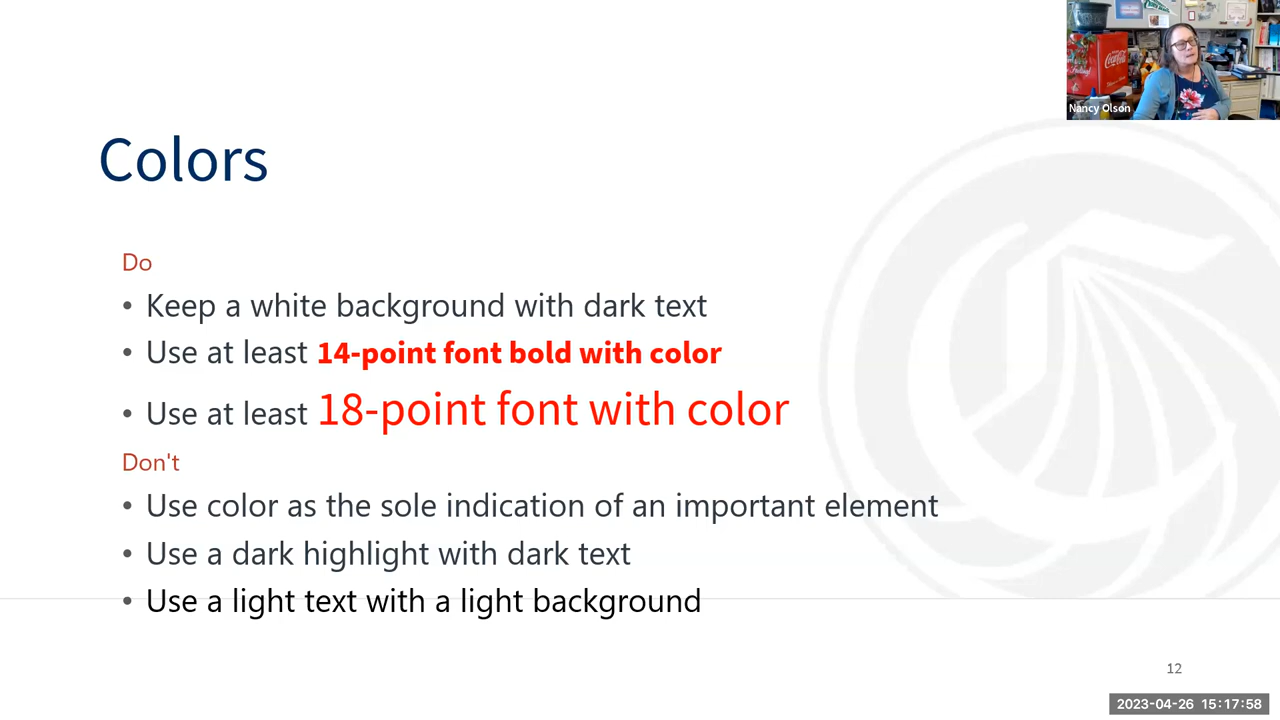 Coca-Cola
Nancy Olson
Colors
Do
• Keep a white background with dark text
• Use at least 14-point font bold with color
• Use at least 18-point font with color
Don't
• Use color as the sole indication of an important element
• Use a dark highlight with dark text
• Use a light text with a light background
12
2023-04-26 15:17:58